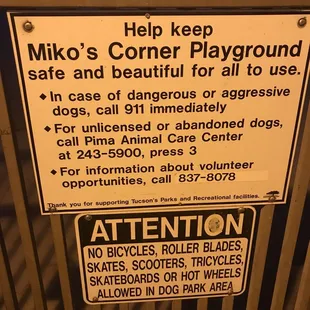 Help keep
Miko's Corner Playground
safe and beautiful for all to use.
◆ In case of dangerous or aggressive
dogs, call 911 immediately
◆ For unlicensed or abandoned dogs,
call Pima Animal Care Center
at 243-5900, press 3
◆ For information about volunteer
opportunities, call 837-8078
Thank you for supporting Tucson's Parks and Recreational facilities.
ATTENTION
NO BICYCLES, ROLLER BLADES,
SKATES, SCOOTERS, TRICYCLES,
SKATEBOARDS OR HOT WHEELS
ALLOWED IN DOG PARK AREA